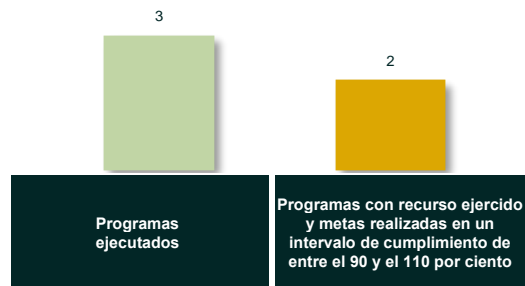 3
2
Programas
ejecutados
Programas con recurso ejercido
y metas realizadas en un
intervalo de cumplimiento de
entre el 90 y el 110 por ciento